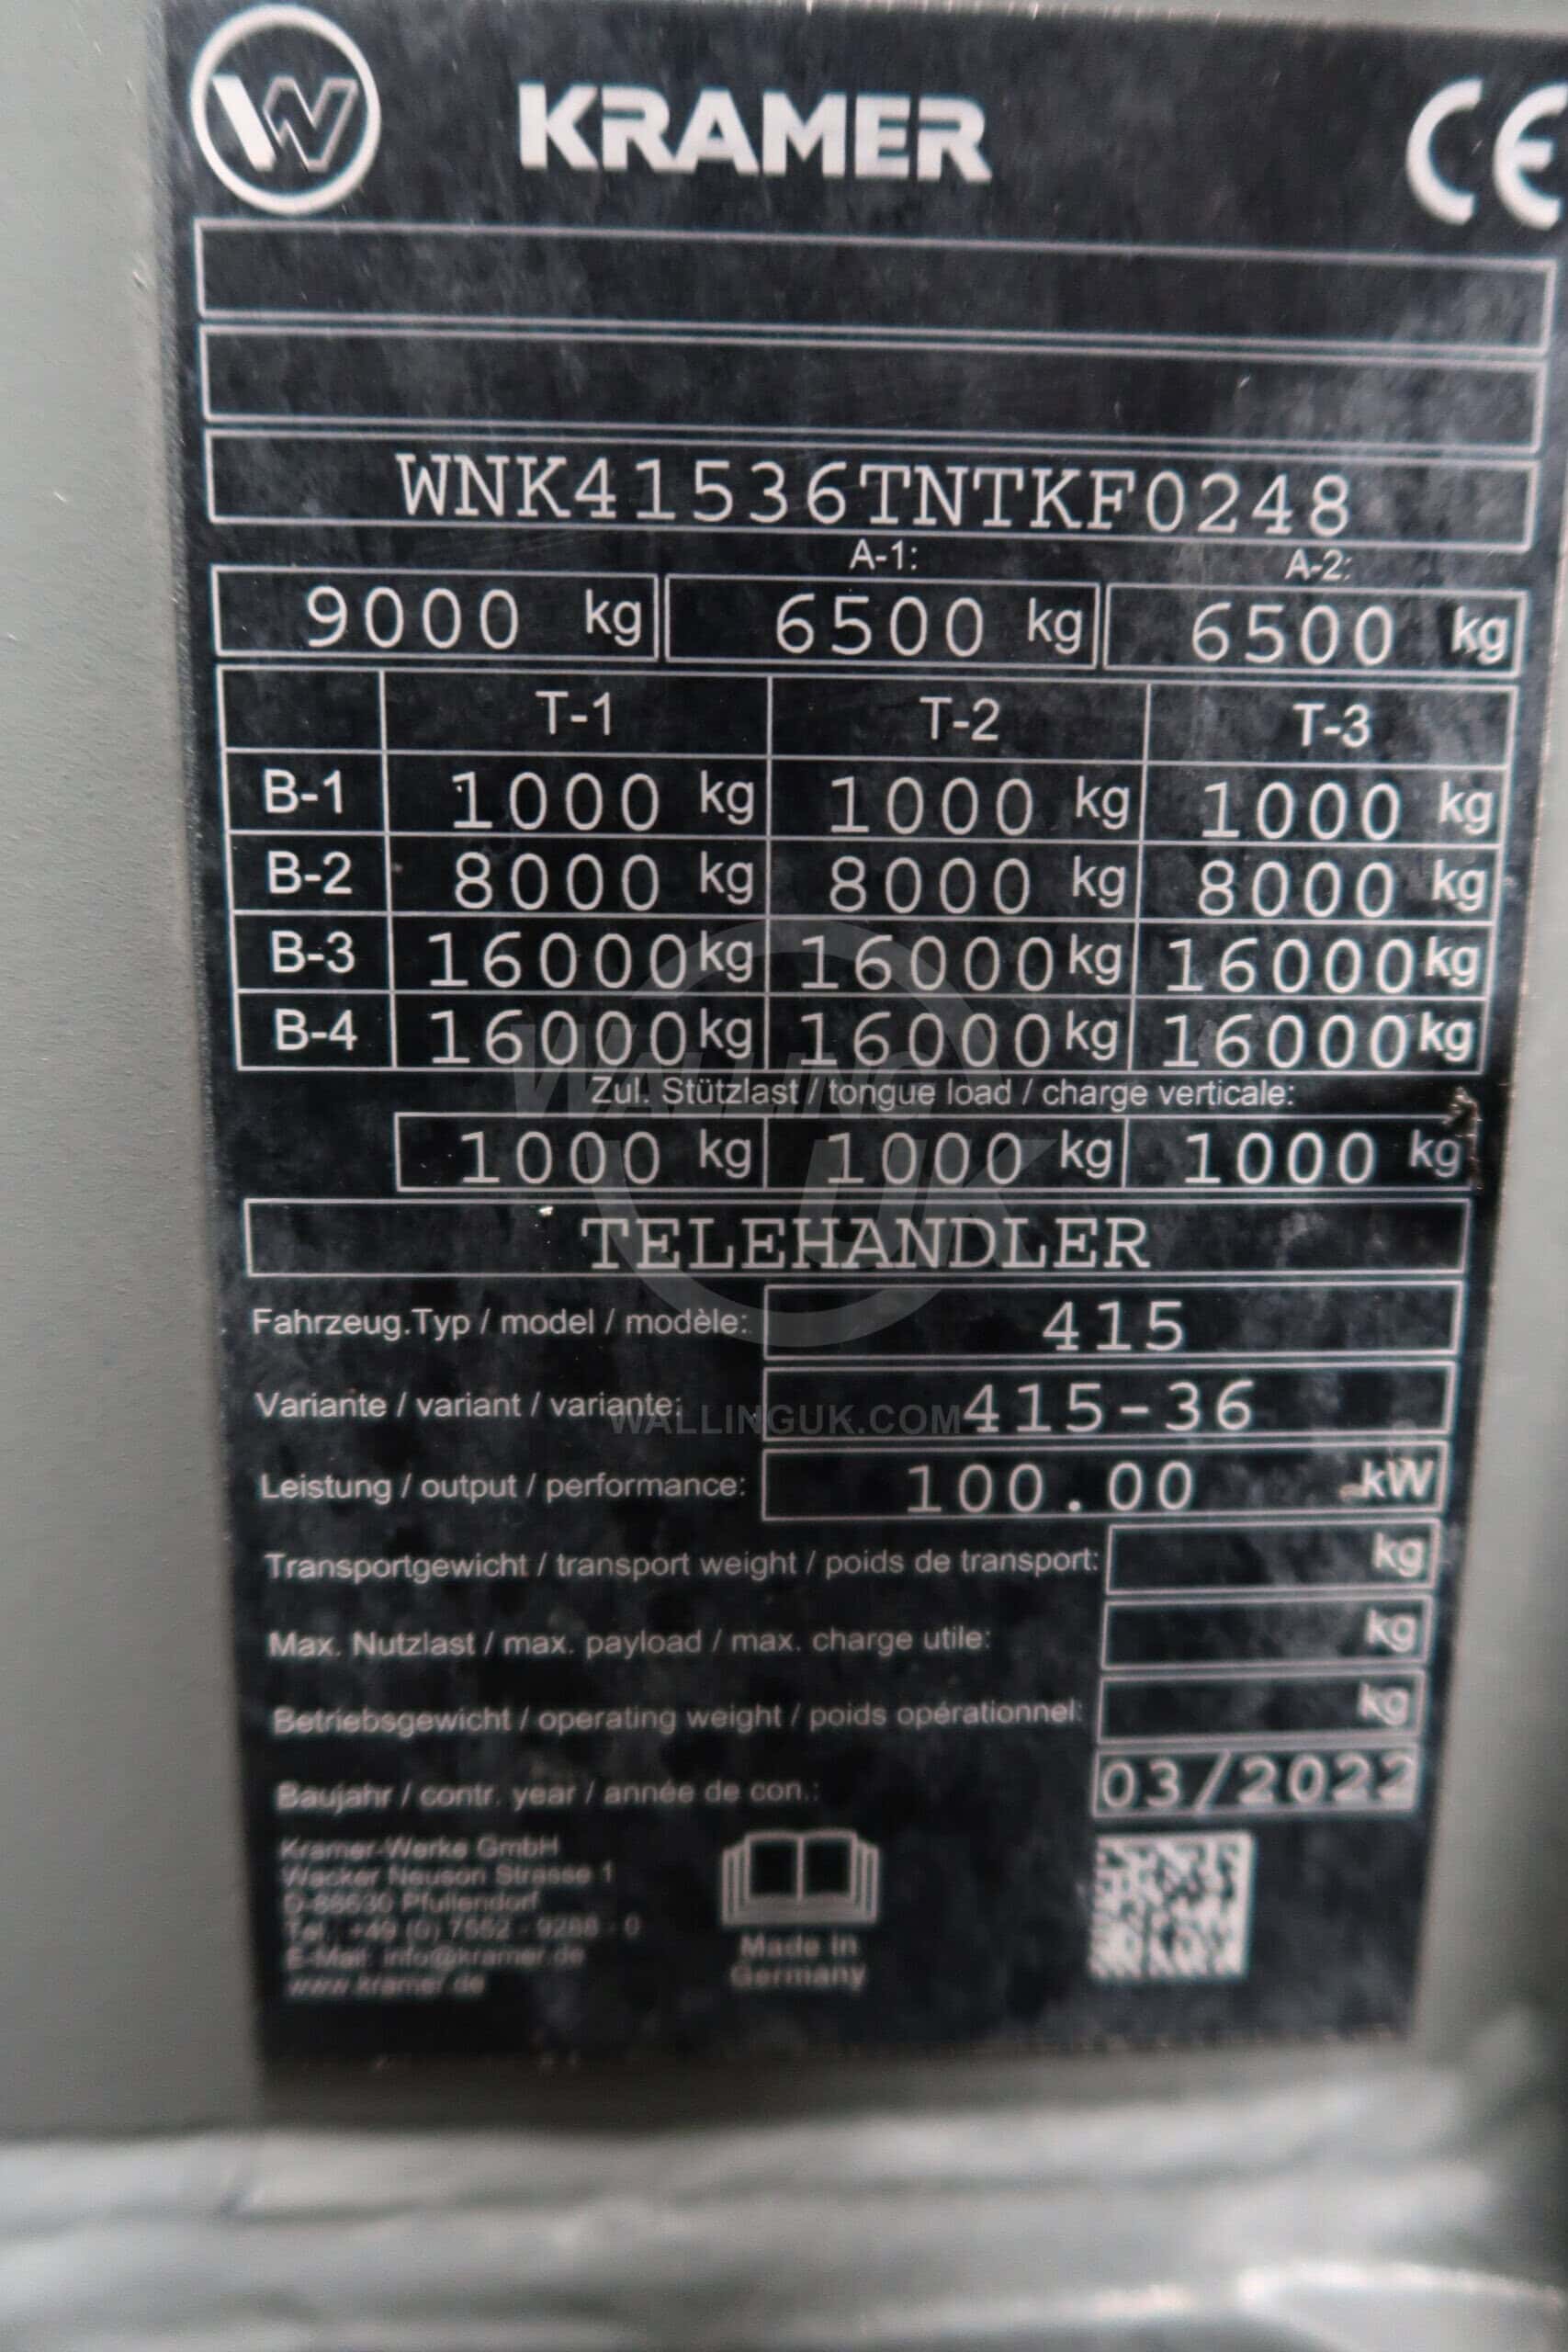 W KRAMER CE
WNK41536TNTKF0248
A-1: A-2:
9000 kg 6500 kg 6500 kg
T-1 T-2 T-3
B-1 1000 kg 1000 kg 1000 kg
B-2 8000 kg 8000 kg 8000 kg
B-3 16000 kg 16000 kg 16000 kg
B-4 16000 kg 16000 kg 16000 kg
Zul. Stützlast / tongue load / charge verticale:
1000 kg 1000 kg 1000 kg
WALLING
UK
TELEHANDLER
Fahrzeug.Typ / model / modèle: 415
Variante / variant / variante: 415-36
WALLINGUK.COM
Leistung / output / performance: 100.00 kW
Transportgewicht / transport weight / poids de transport: kg
Max. Nutzlast / max. payload / max. charge utile: kg
Betriebsgewicht / operating weight / poids opérationnel: kg
Baujahr / contr. year / année de con.: 03/2022
Kramer-Werke GmbH
Wacker Neuson Strasse 1
D-88630 Pfullendorf
Tel.: +49 (0) 7552 - 9288 - 0
E-Mail: info@kramer.de
www.kramer.de
Made in
Germany